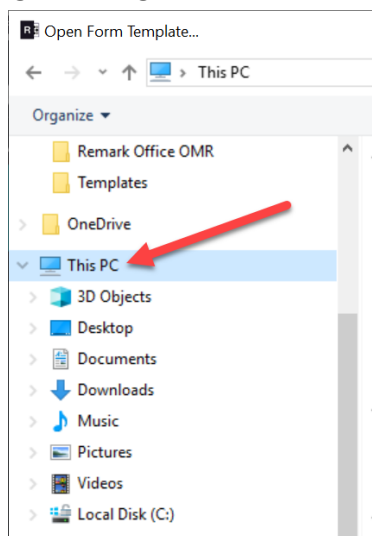 Open Form Template...
This PC
Organize
Remark Office OMR
Templates
OneDrive
This PC
3D Objects
Desktop
Documents
Downloads
Music
Pictures
Videos
Local Disk (C:)